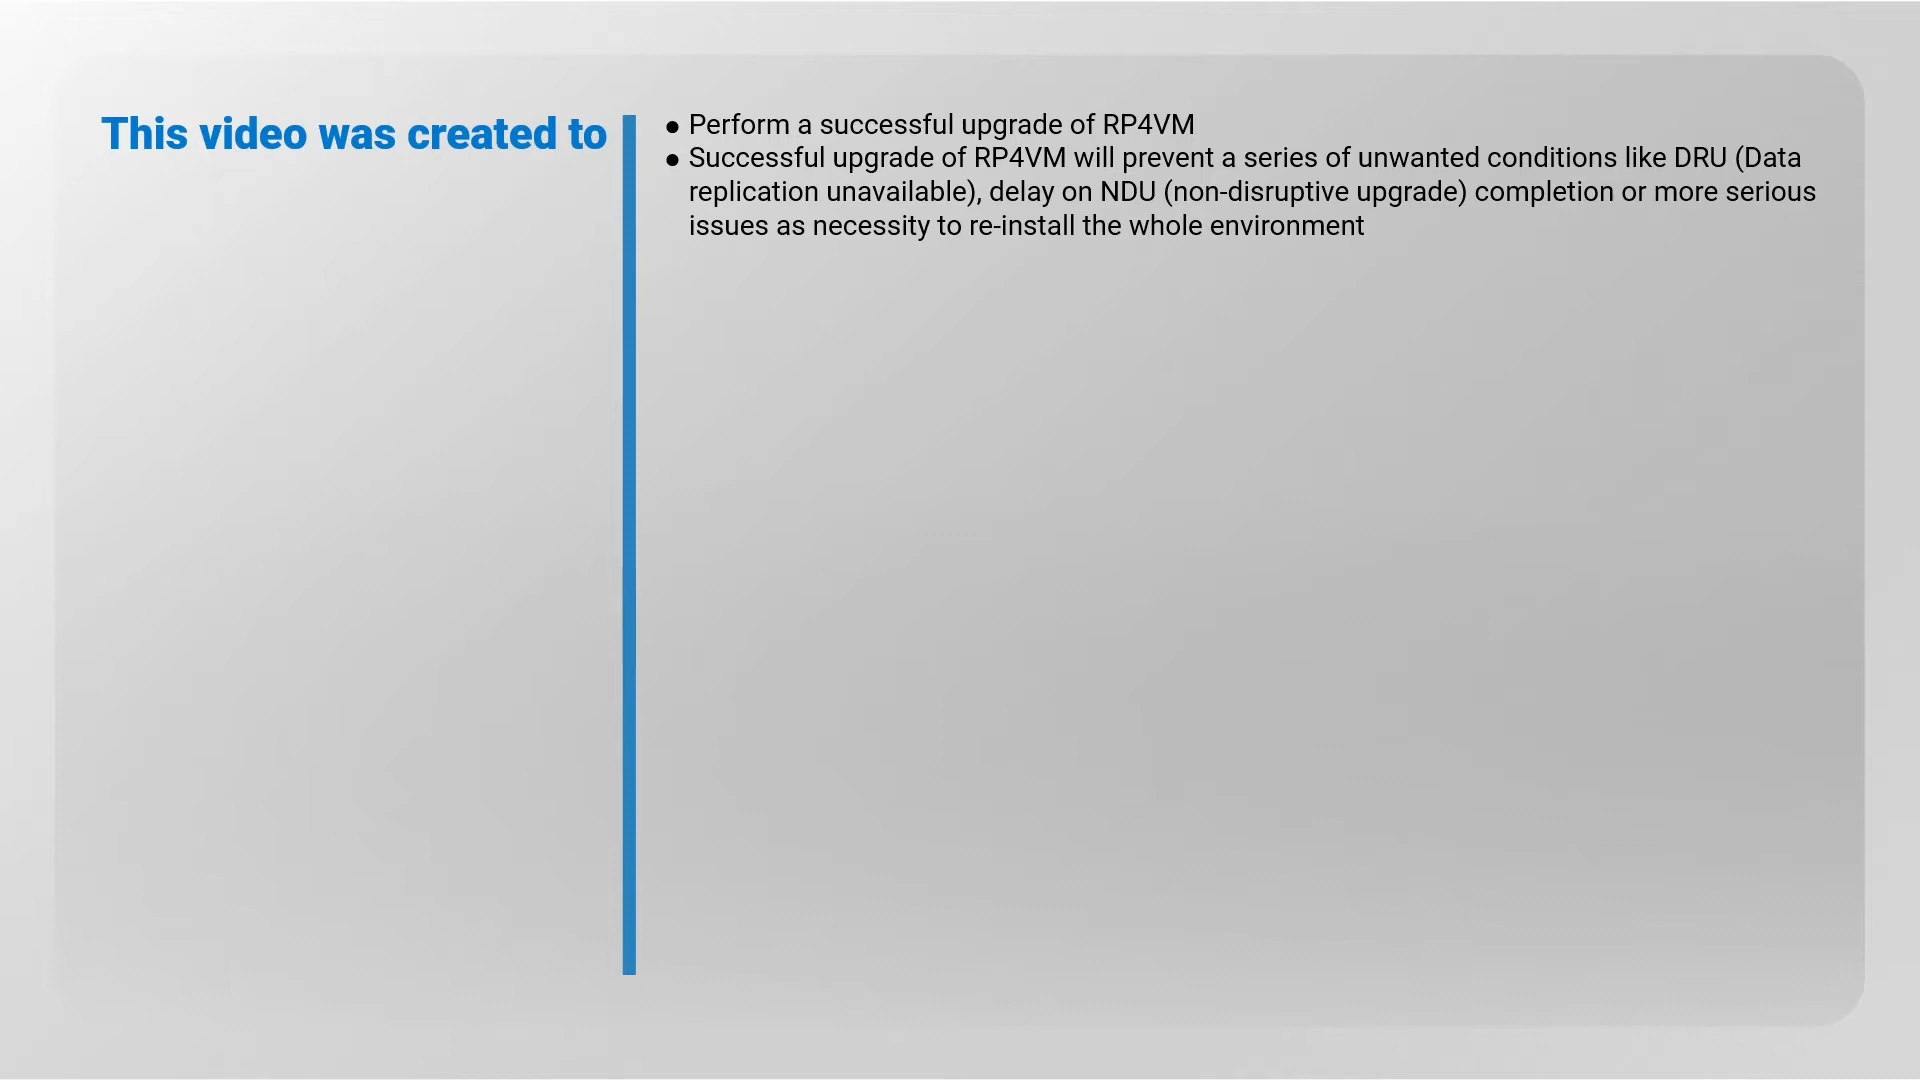 This video was created to
● Perform a successful upgrade of RP4VM
● Successful upgrade of RP4VM will prevent a series of unwanted conditions like DRU (Data
replication unavailable), delay on NDU (non-disruptive upgrade) completion or more serious
issues as necessity to re-install the whole environment